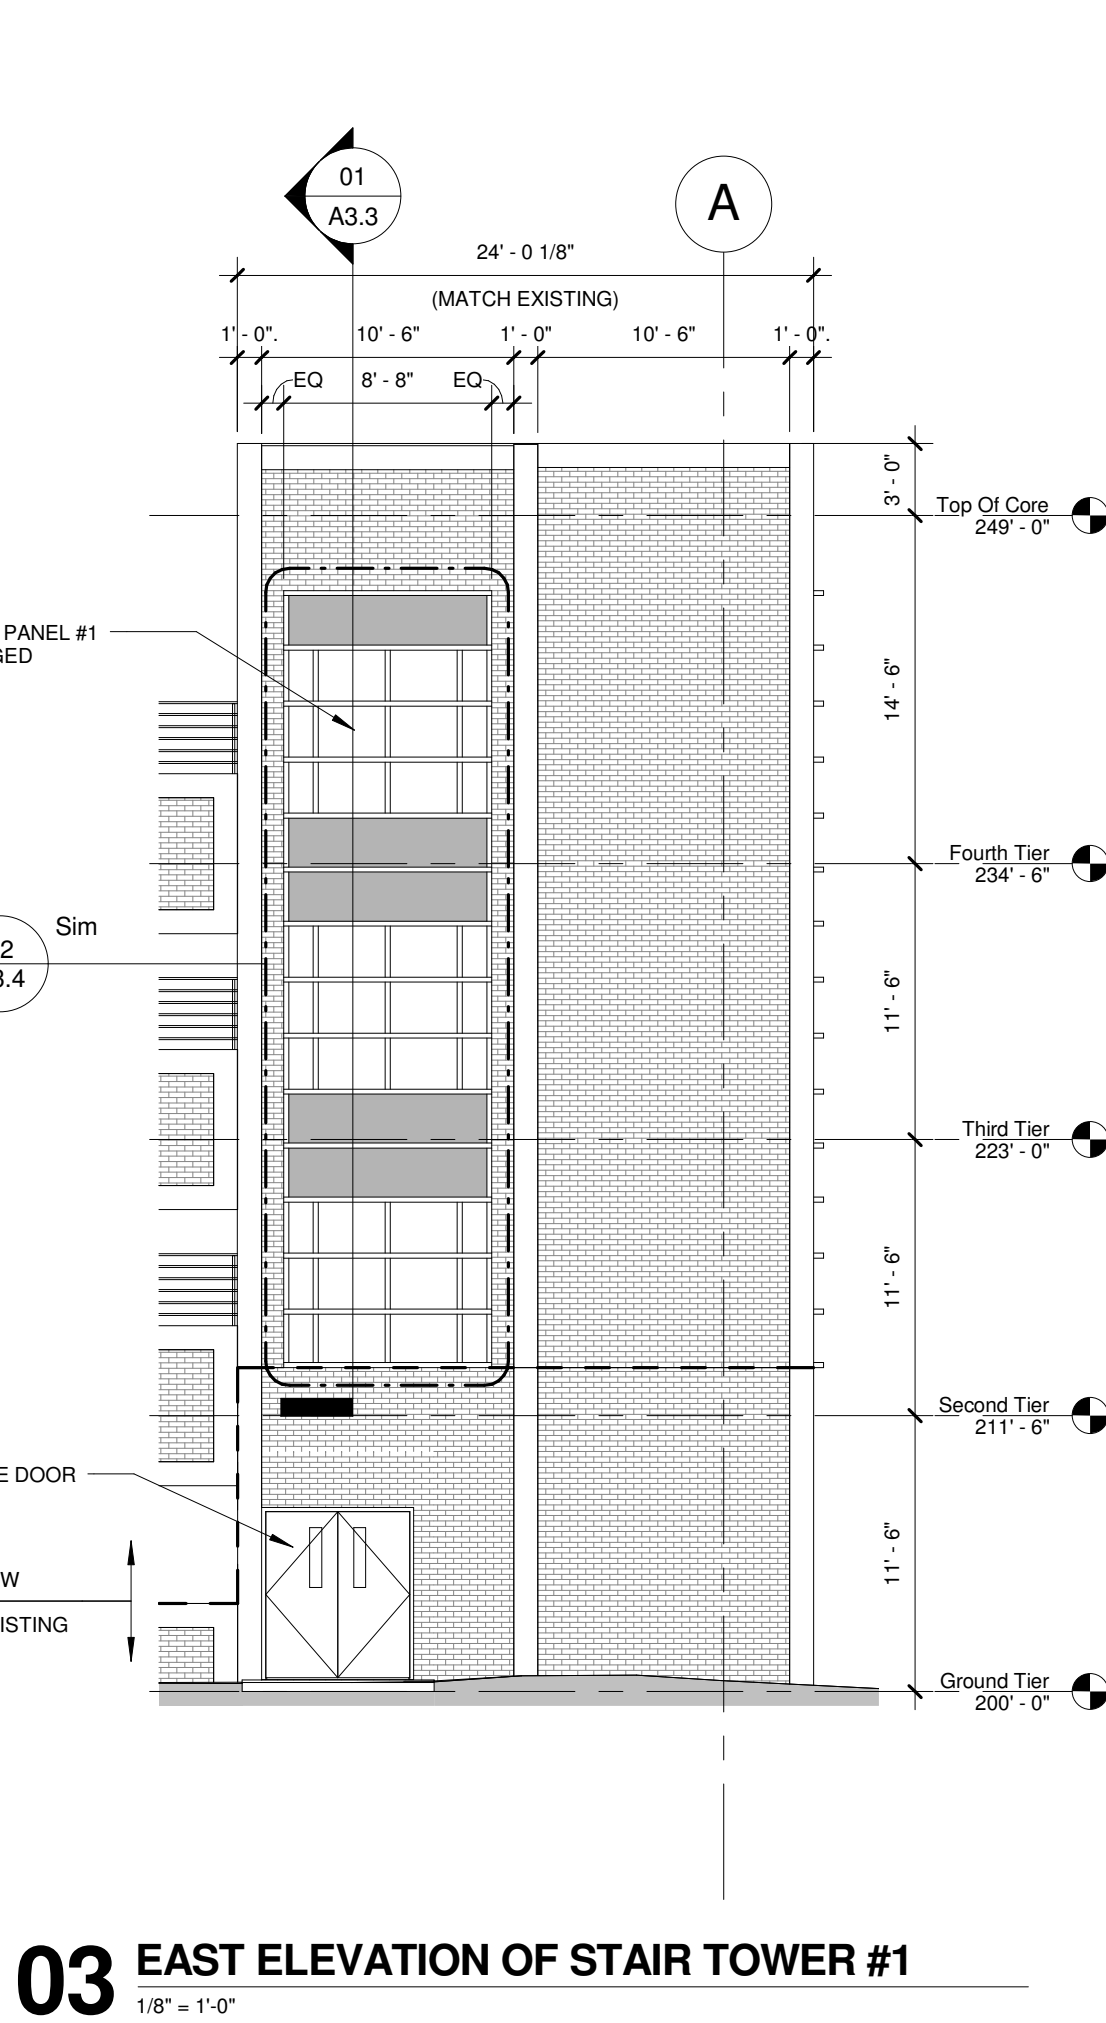 01
A3.3
A
24' - 0 1/8"
(MATCH EXISTING)
1' - 0". 10' - 6" 1' - 0" 10' - 6" 1' - 0".
EQ 8' - 8" EQ
3' - 0"
Top Of Core
249' - 0"
PANEL #1
GED
14' - 6"
Fourth Tier
234' - 6"
Sim
2
3.4
11' - 6"
Third Tier
223' - 0"
11' - 6"
Second Tier
211' - 6"
E DOOR
11' - 6"
W
ISTING
Ground Tier
200' - 0"
03 EAST ELEVATION OF STAIR TOWER #1
1/8" = 1'-0"